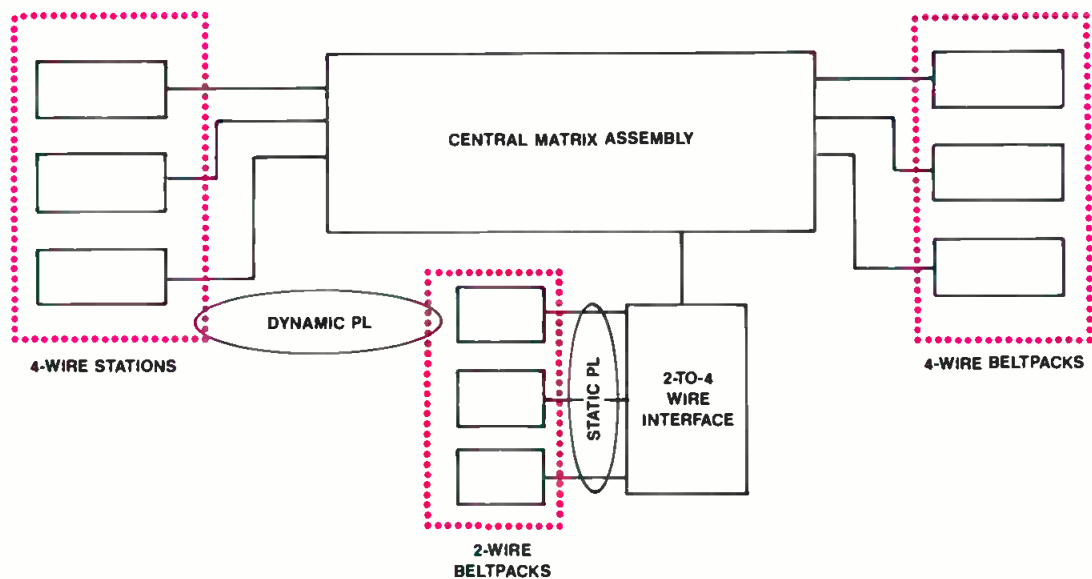 CENTRAL MATRIX ASSEMBLY
DYNAMIC PL
4-WIRE STATIONS
STATIC PL
2-TO-4
WIRE
INTERFACE
4-WIRE BELTPACKS
2-WIRE
BELTPACKS